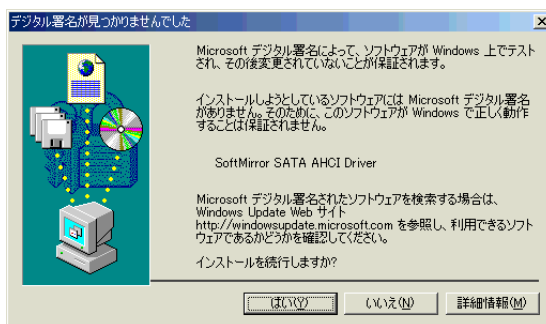 デジタル署名が見つかりませんでした
Microsoft デジタル署名によって、ソフトウェアが Windows 上でテスト
され、その後変更されていないことが保証されます。
インストールしようとしているソフトウェアには Microsoft デジタル署名
がありません。そのために、このソフトウェアが Windows で正しく動作
することは保証されません。
SoftMirror SATA AHCI Driver
Microsoft デジタル署名されたソフトウェアを検索する場合は、
Windows Update Web サイト
http://windowsupdate.microsoft.com を参照し、利用できるソフト
ウェアであるかどうかを確認してください。
インストールを続行しますか?
はい(Y) いいえ(N) 詳細情報(M)